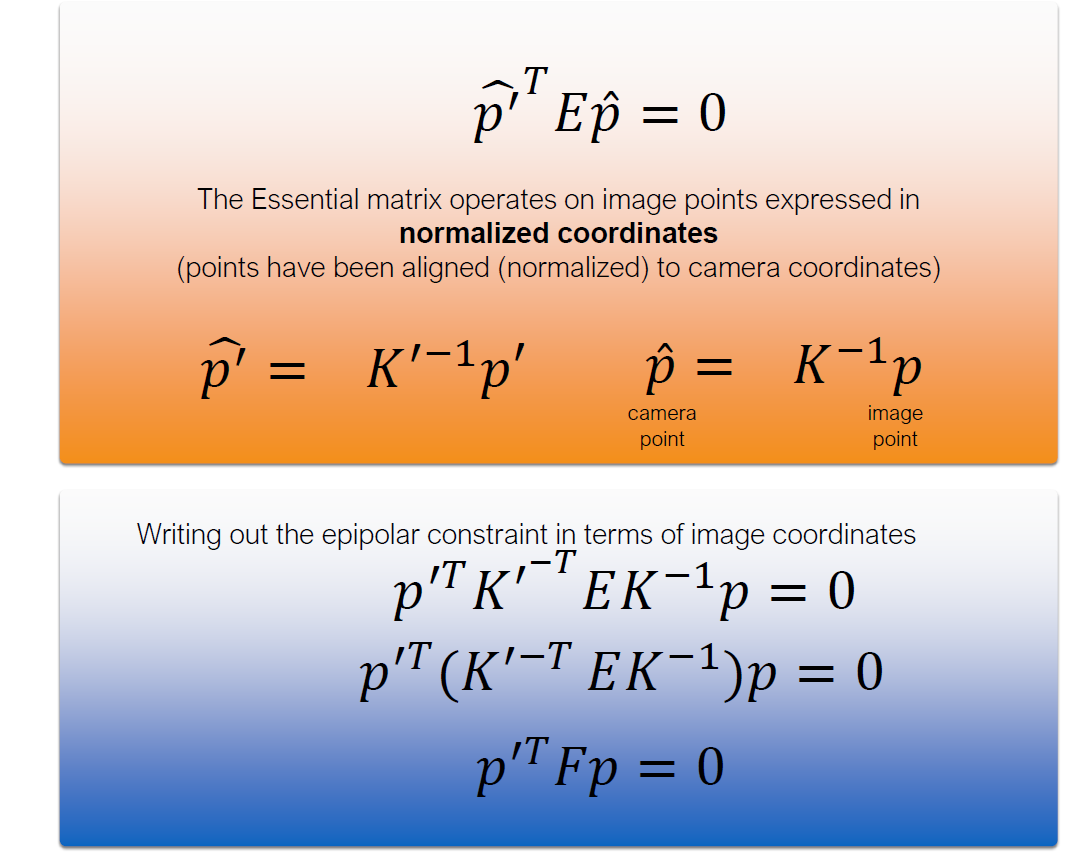 p̂'ᵀ E p̂ = 0
The Essential matrix operates on image points expressed in
normalized coordinates
(points have been aligned (normalized) to camera coordinates)
p̂' = K'⁻¹p' p̂ = K⁻¹p
camera image
point point
Writing out the epipolar constraint in terms of image coordinates
p'ᵀK'⁻ᵀEK⁻¹p = 0
p'ᵀ(K'⁻ᵀ EK⁻¹)p = 0
p'ᵀFp = 0